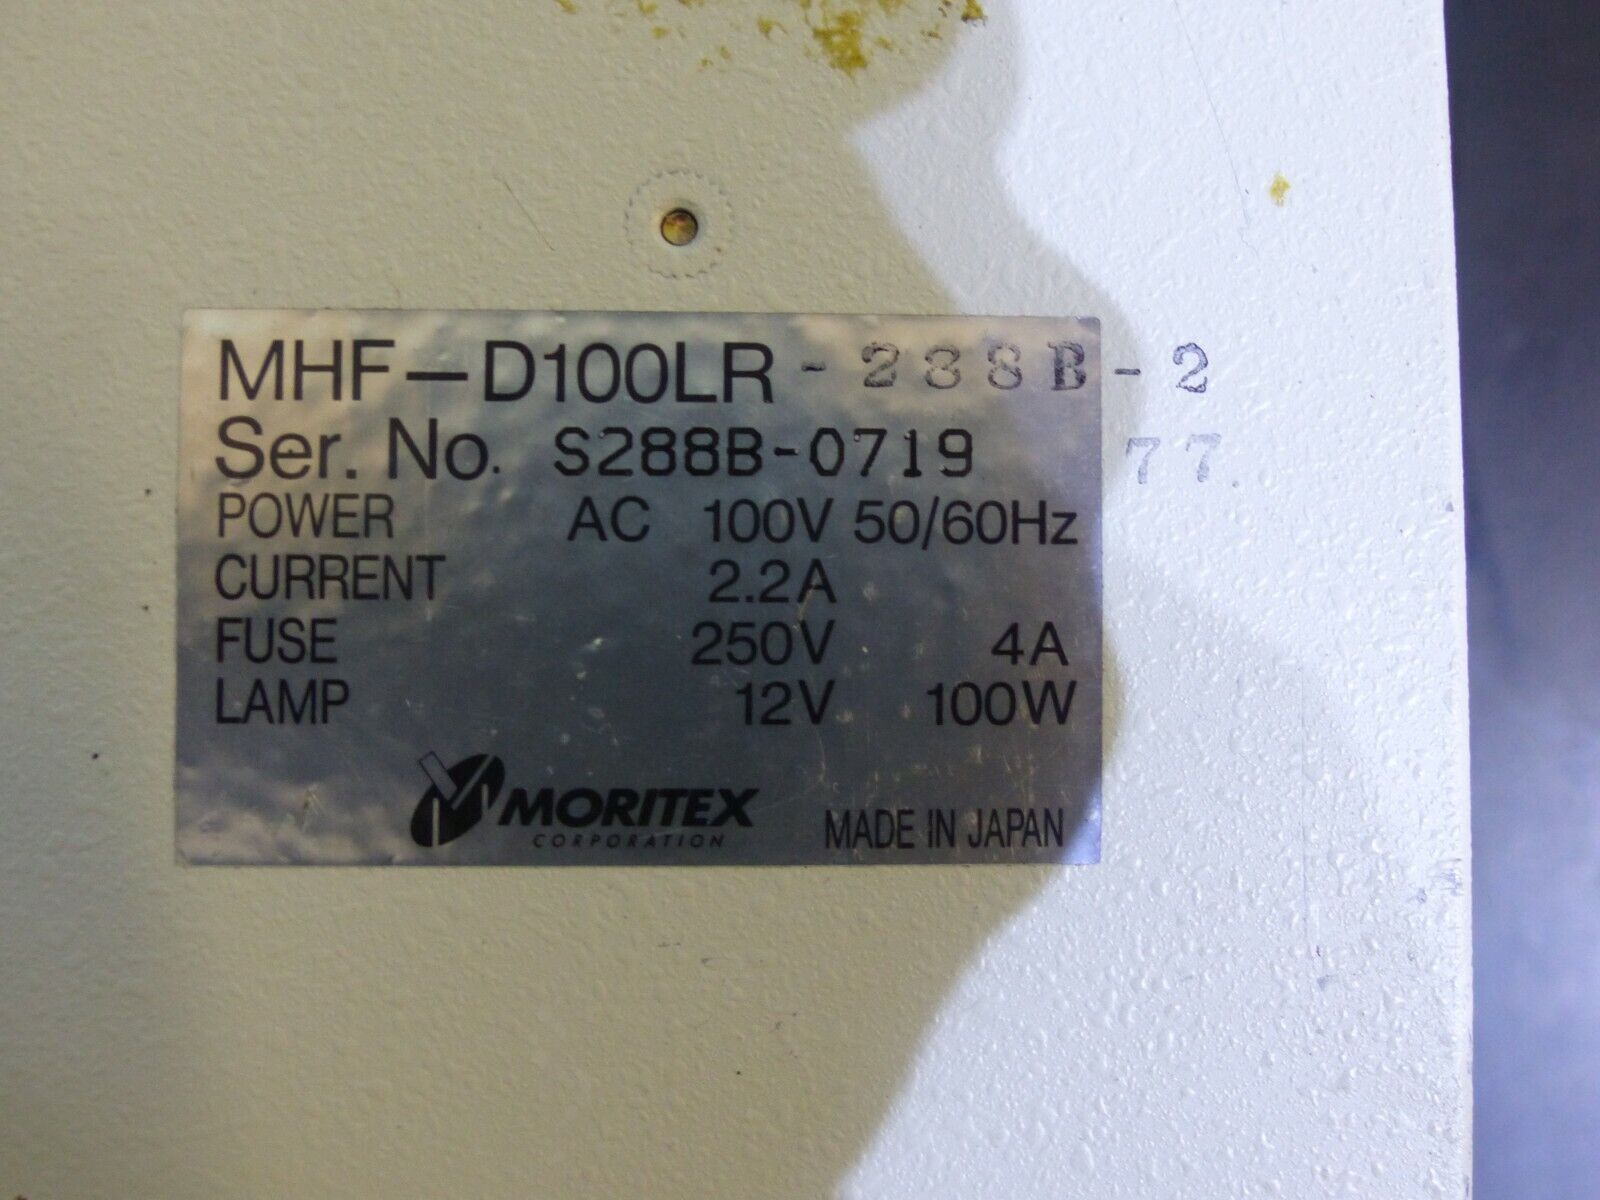 MHF-D100LR-288B-2
Ser. No. S288B-0719 77
POWER AC 100V 50/60Hz
CURRENT 2.2A
FUSE 250V 4A
LAMP 12V 100W
MORITEX
CORPORATION
MADE IN JAPAN